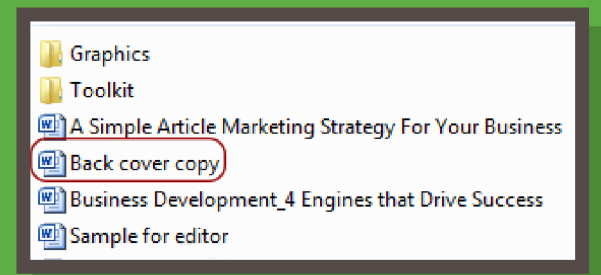 Graphics
Toolkit
A Simple Article Marketing Strategy For Your Business
Back cover copy
Business Development_4 Engines that Drive Success
Sample for editor